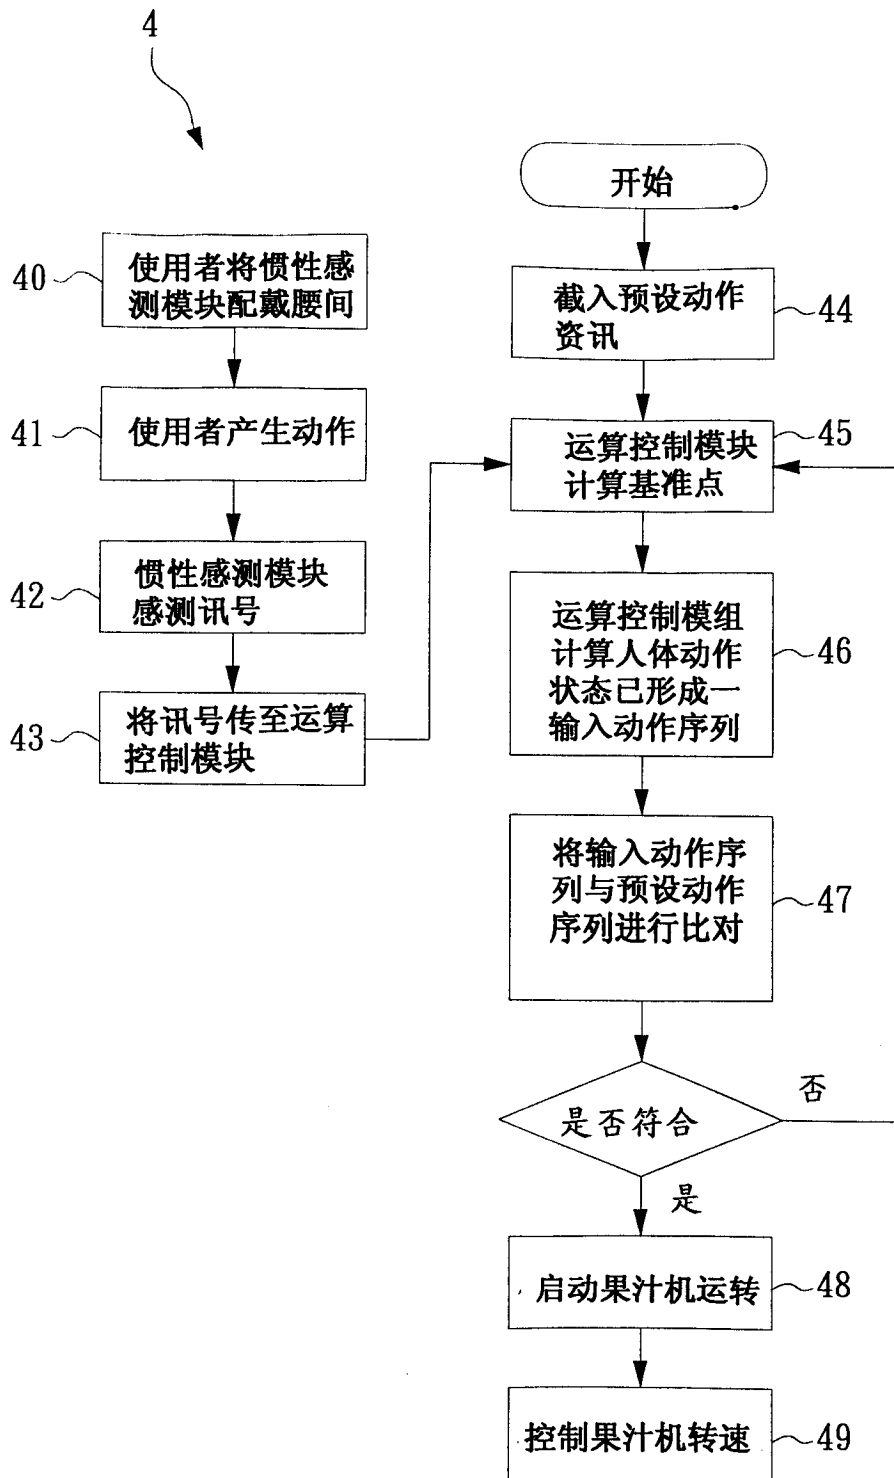 4
开始
40
使用者将惯性感
测模块配戴腰间
截入预设动作
资讯
44
41
使用者产生动作
运算控制模块
计算基准点
45
42
惯性感测模块
感测讯号
运算控制模组
计算人体动作
状态已形成一
输入动作序列
46
43
将讯号传至运算
控制模块
将输入动作序
列与预设动作
序列进行比对
47
是否符合
否
是
启动果汁机运转
48
控制果汁机转速
49